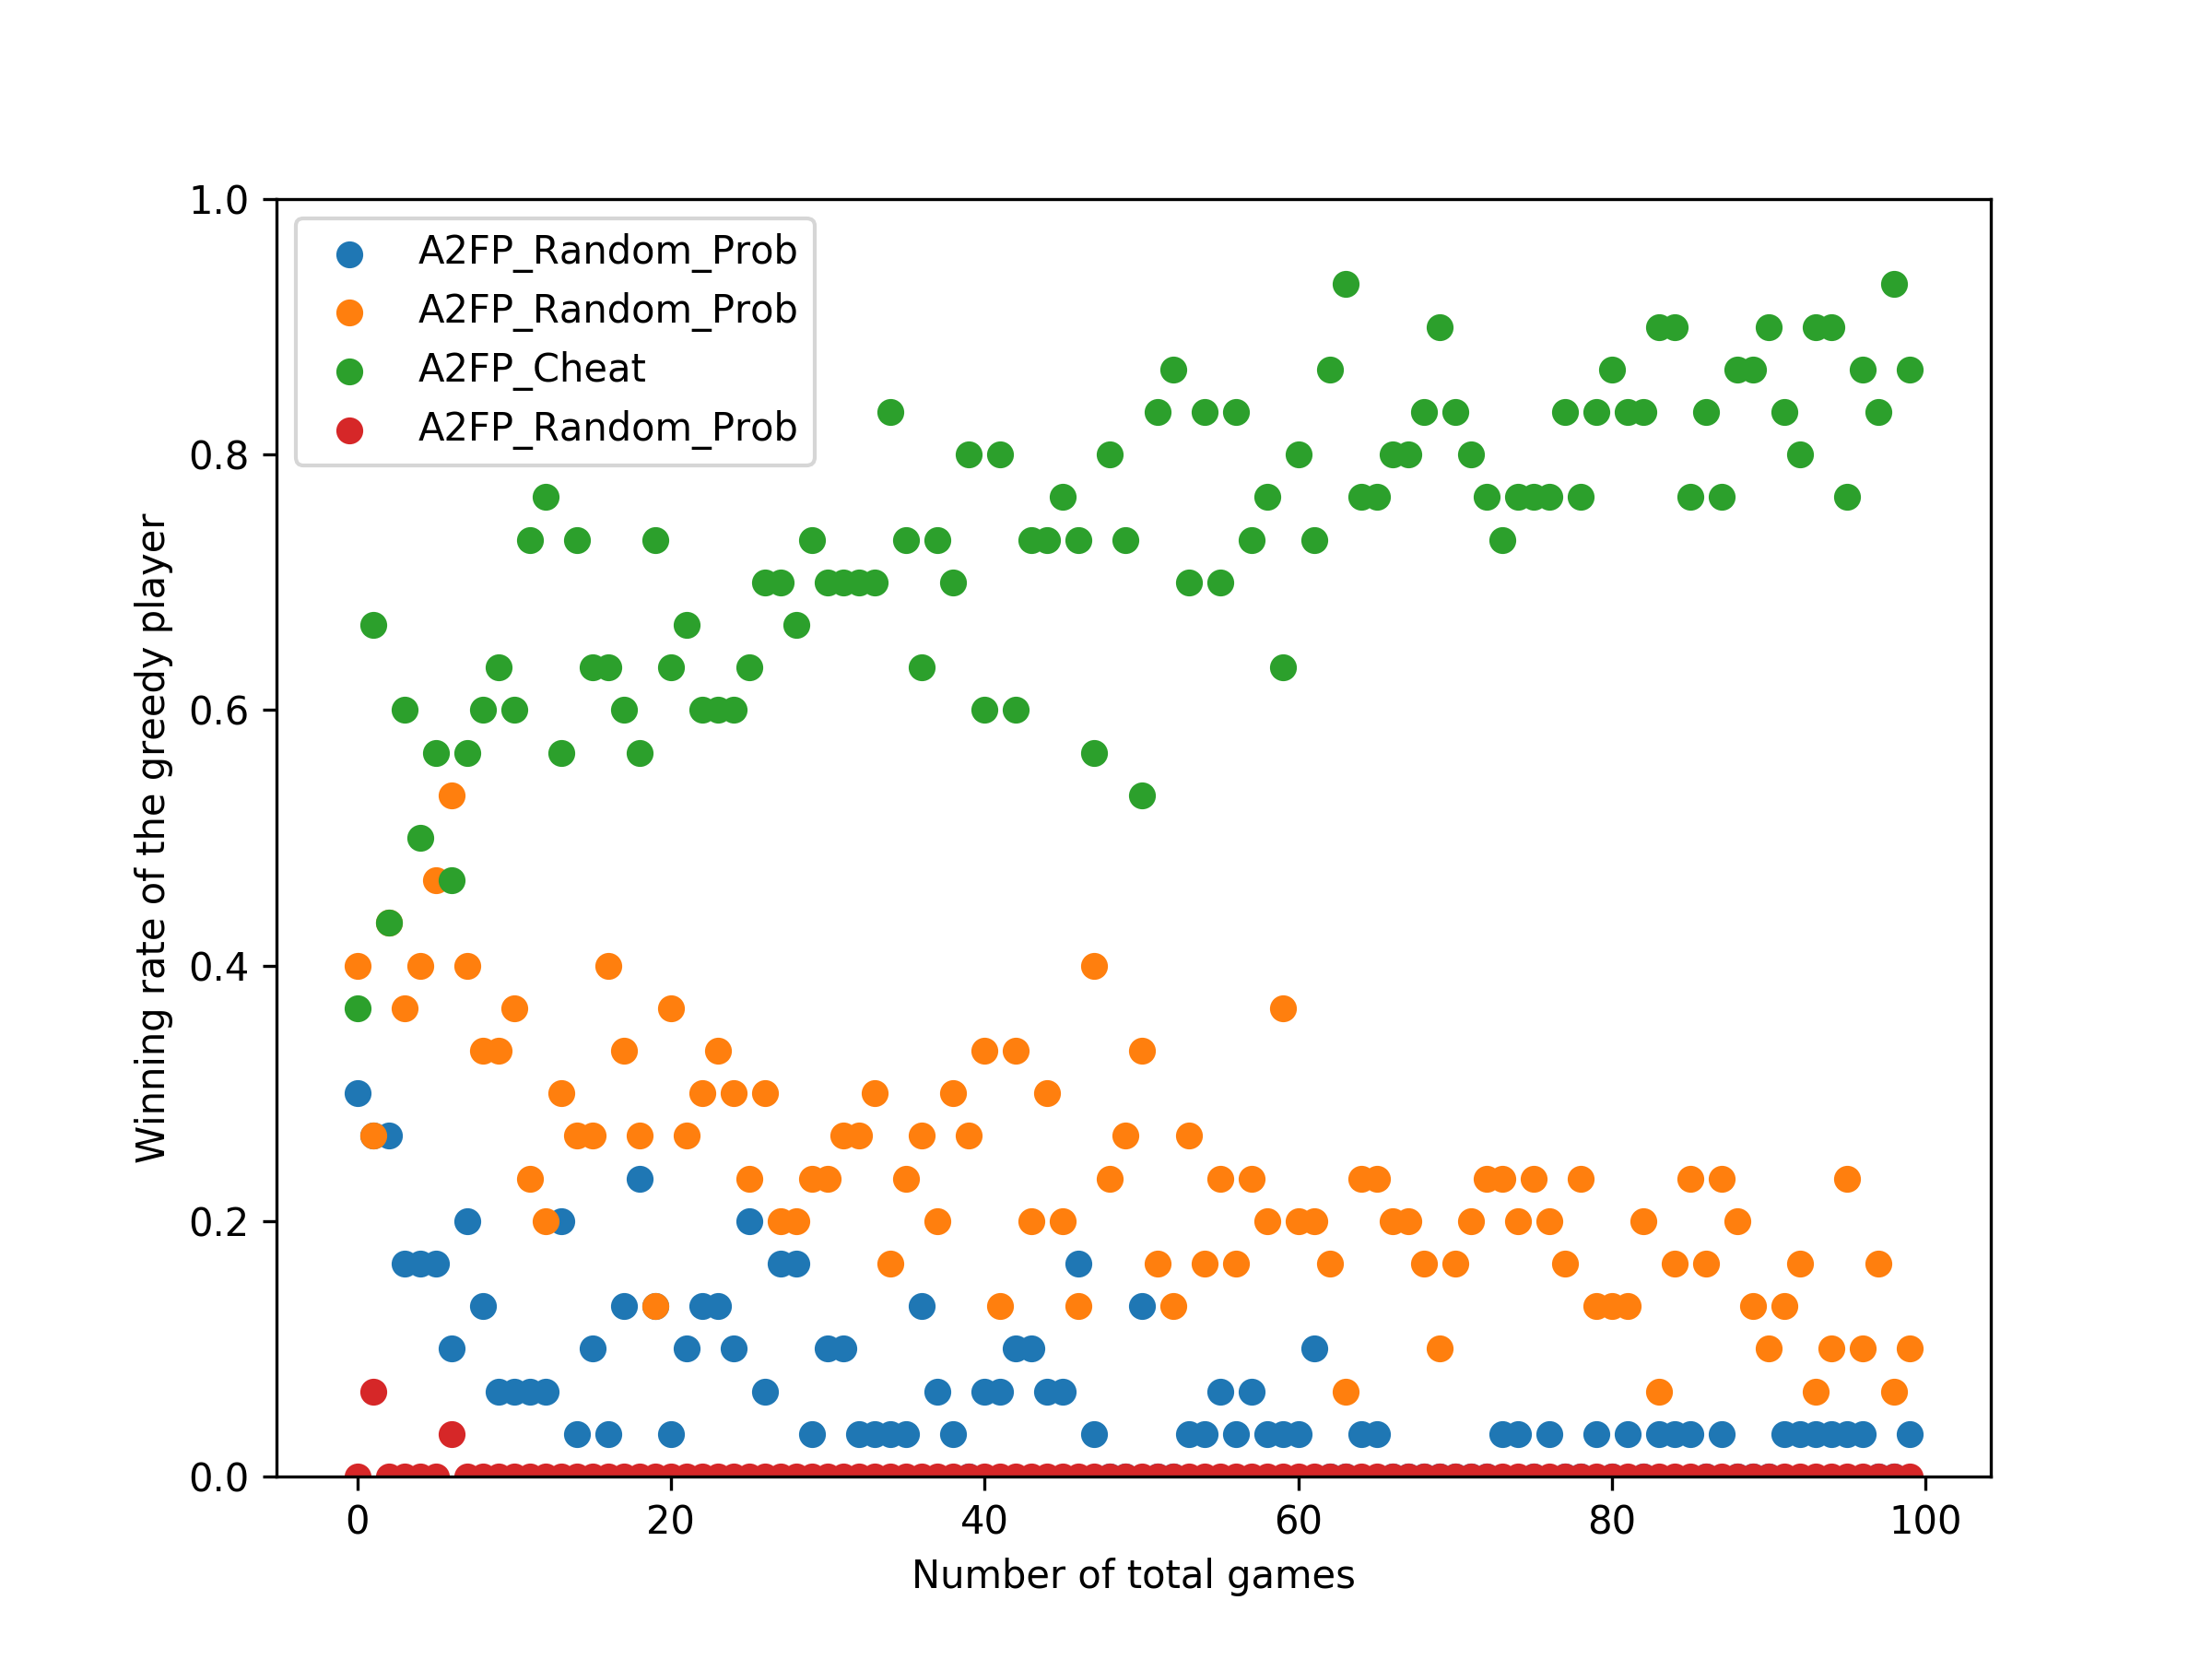 A2FP_Random_Prob
A2FP_Random_Prob
A2FP_Cheat
A2FP_Random_Prob
Winning rate of the greedy player
1.0
0.8
0.6
0.4
0.2
0.0
0 20 40 60 80 100
Number of total games